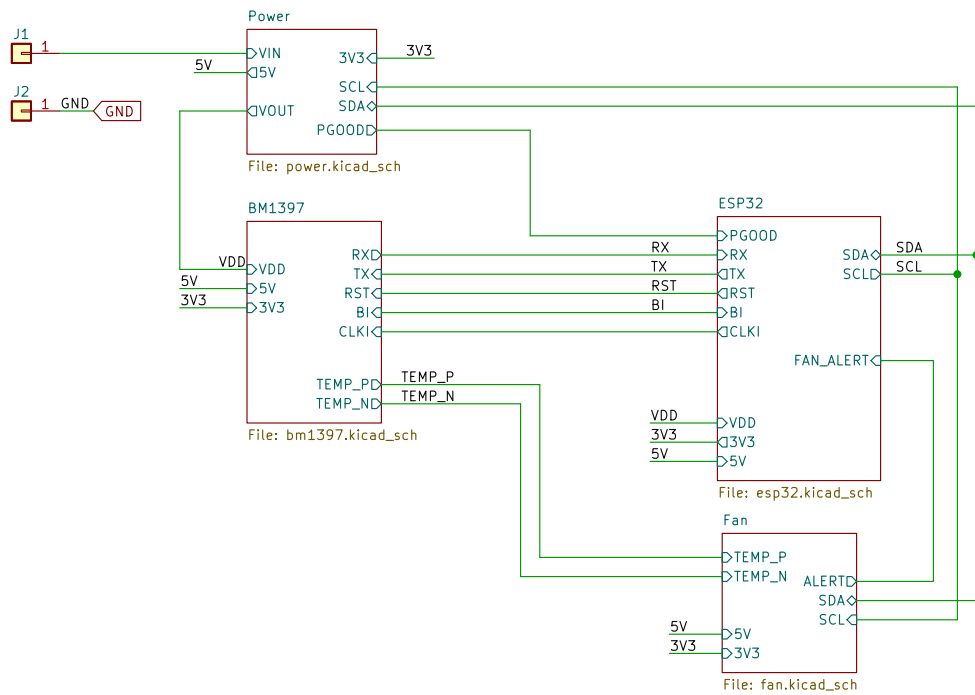 Power
J1
1
VIN
3V3
3V3
5V
5V
SCL
J2
1
GND
GND
VOUT
SDA
PGOOD
File: power.kicad_sch
BM1397
ESP32
PGOOD
RX
RX
RX
SDA
SDA
VDD
VDD
TX
TX
TX
SCL
SCL
5V
5V
RST
RST
RST
3V3
3V3
BI
BI
BI
CLKI
CLKI
FAN_ALERT
TEMP_P
TEMP_P
TEMP_N
TEMP_N
VDD
VDD
File: bm1397.kicad_sch
3V3
3V3
5V
5V
File: esp32.kicad_sch
Fan
TEMP_P
TEMP_N
ALERT
SDA
SCL
5V
5V
3V3
3V3
File: fan.kicad_sch